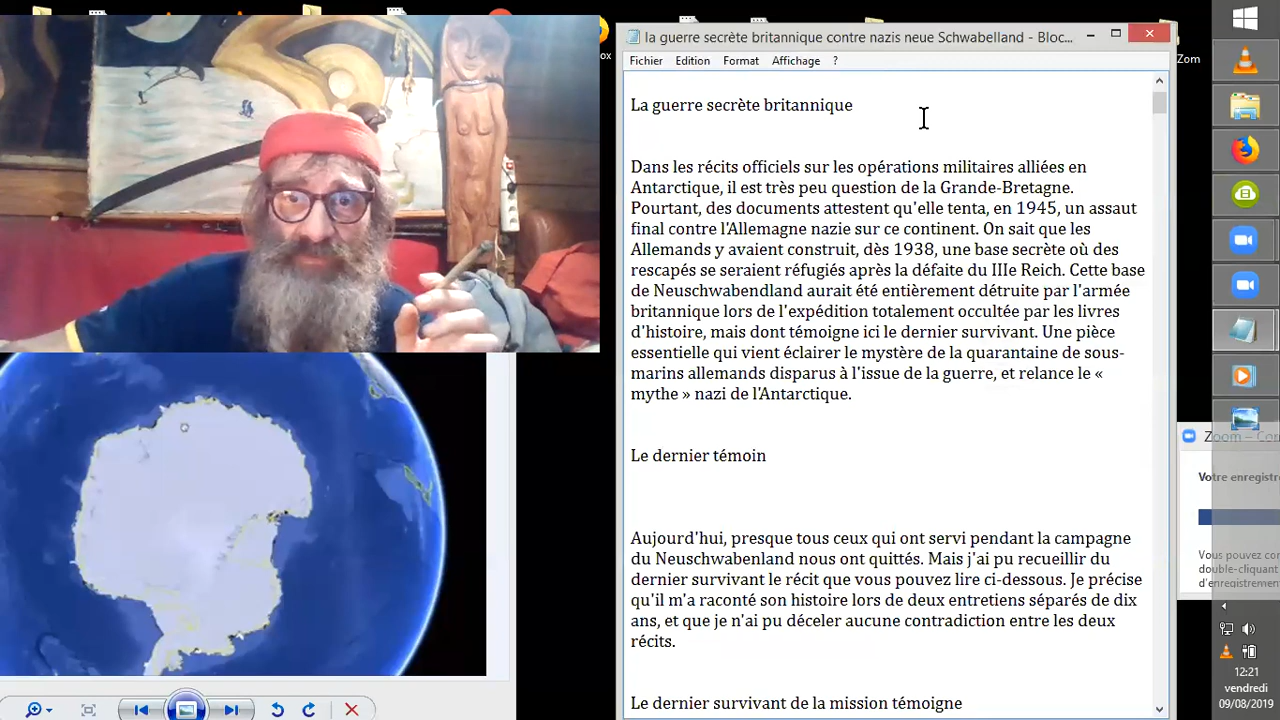 la guerre secrète britannique contre nazis neue Schwabelland - Bloc...
Fichier Edition Format Affichage ?
La guerre secrète britannique
Dans les récits officiels sur les opérations militaires alliées en
Antarctique, il est très peu question de la Grande-Bretagne.
Pourtant, des documents attestent qu'elle tenta, en 1945, un assaut
final contre l'Allemagne nazie sur ce continent. On sait que les
Allemands y avaient construit, dès 1938, une base secrète où des
rescapés se seraient réfugiés après la défaite du IIIe Reich. Cette base
de Neuschwabendland aurait été entièrement détruite par l'armée
britannique lors de l'expédition totalement occultée par les livres
d'histoire, mais dont témoigne ici le dernier survivant. Une pièce
essentielle qui vient éclairer le mystère de la quarantaine de sous-
marins allemands disparus à l'issue de la guerre, et relance le «
mythe » nazi de l'Antarctique.
Le dernier témoin
Aujourd'hui, presque tous ceux qui ont servi pendant la campagne
du Neuschwabenland nous ont quittés. Mais j'ai pu recueillir du
dernier survivant le récit que vous pouvez lire ci-dessous. Je précise
qu'il m'a raconté son histoire lors de deux entretiens séparés de dix
ans, et que je n'ai pu déceler aucune contradiction entre les deux
récits.
Le dernier survivant de la mission témoigne
ox
Zom
Zoom – Con
Votre enregistre
Vous pouvez co
double-cliquant
d'enregistremen
12:21
vendredi
09/08/2019